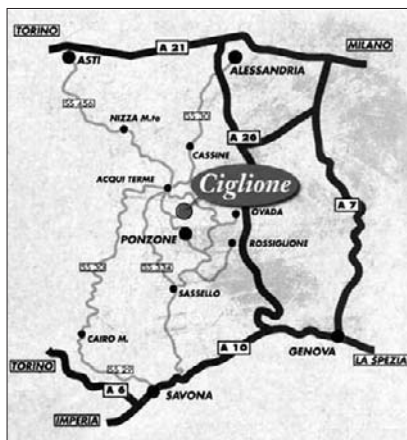 TORINO
A 21
MILANO
ASTI
ALESSANDRIA
SS.456
SS.30
NIZZA M.to
A 26
CASSINE
ACQUI TERME
Ciglione
A 7
OVADA
PONZONE
ROSSIGLIONE
SS.30
SS.334
SASSELLO
CAIRO M.
GENOVA
A 10
TORINO
LA SPEZIA
SS.29
A 6
SAVONA
IMPERIA